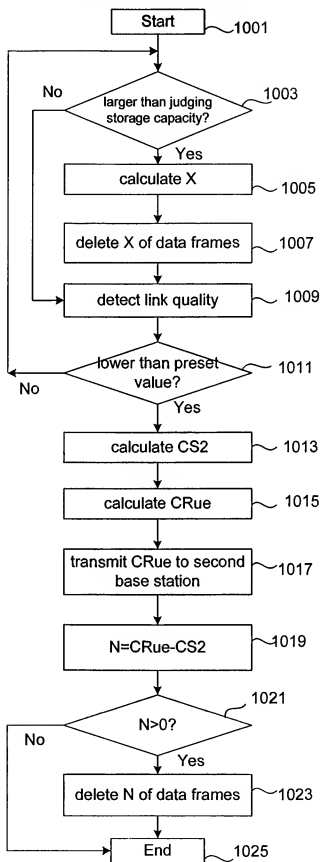 Start
1001
No
larger than judging
storage capacity?
1003
Yes
calculate X
1005
delete X of data frames
1007
detect link quality
1009
lower than preset
value?
1011
No
Yes
calculate CS2
1013
calculate CRue
1015
transmit CRue to second
base station
1017
N=CRue-CS2
1019
1021
N>0?
No
Yes
delete N of data frames
1023
End
1025